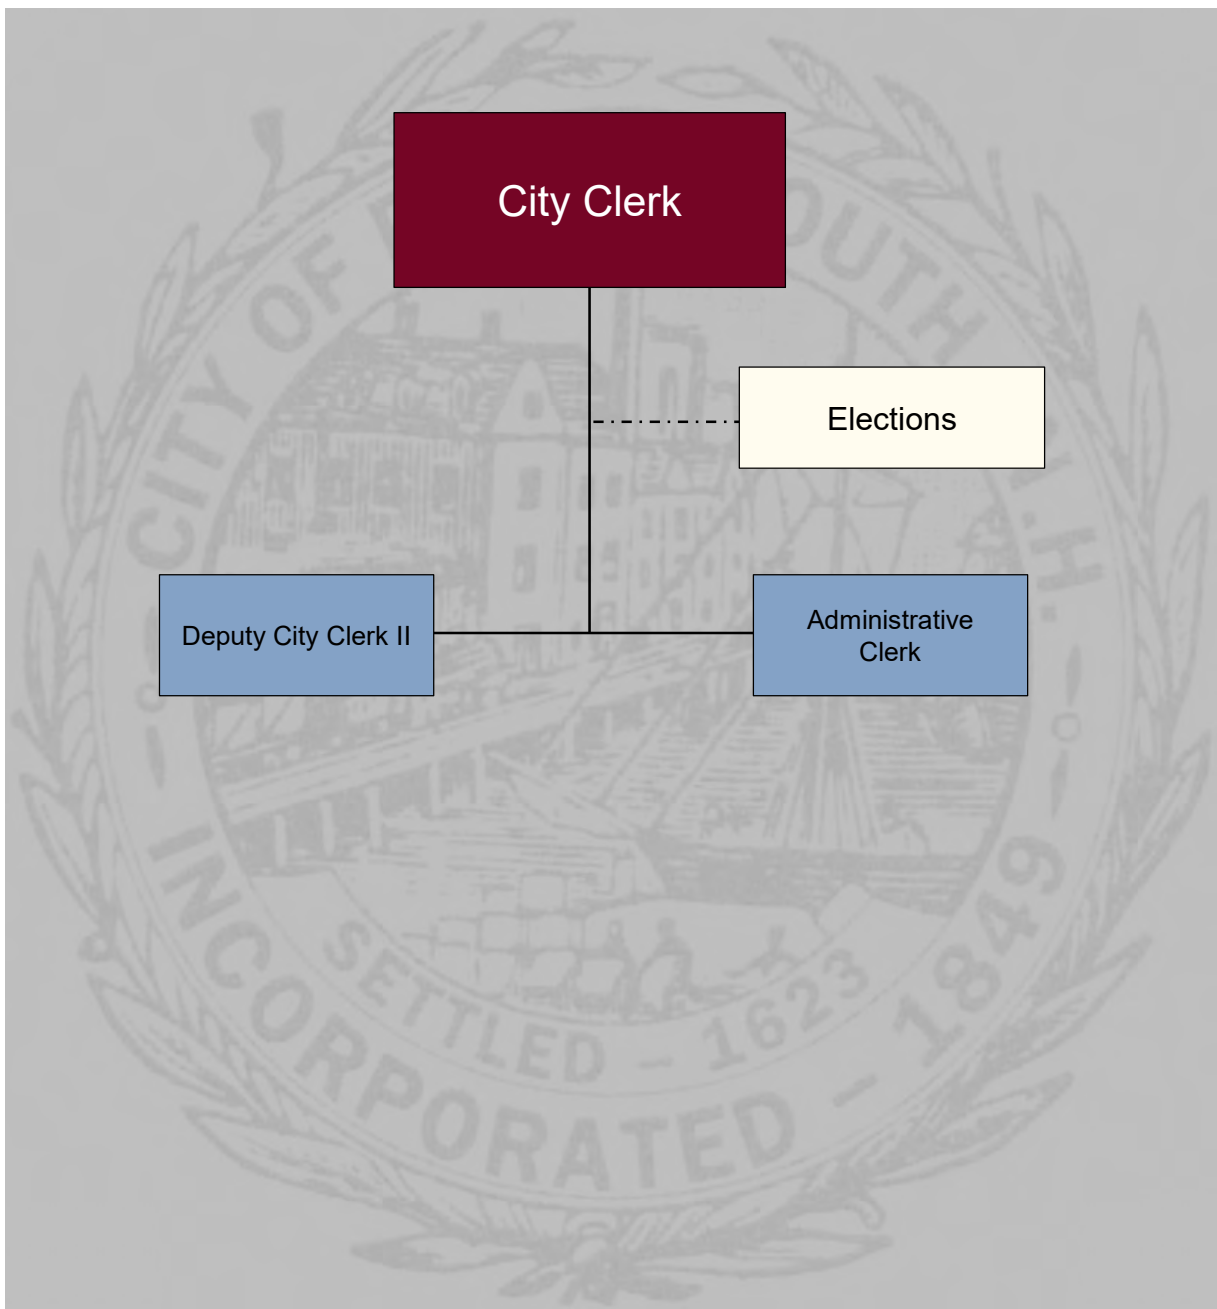 City Clerk
Elections
Deputy City Clerk II
Administrative
Clerk
CITY OF
OUTH N.H.
SETTLED - 1623
INCORPORATED - 1849